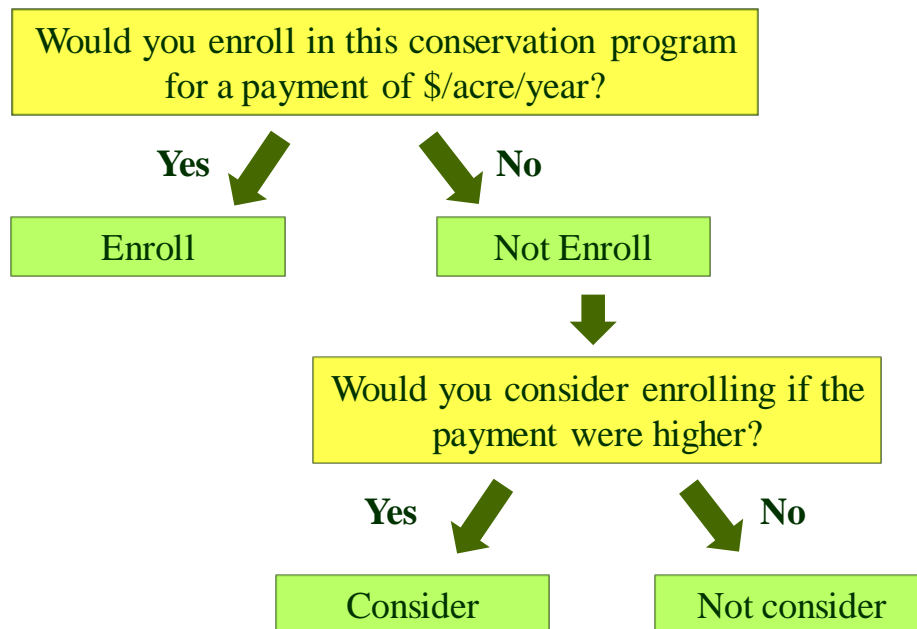 Would you enroll in this conservation program
for a payment of $/acre/year?
Yes
No
Enroll
Not Enroll
Would you consider enrolling if the
payment were higher?
Yes
No
Consider
Not consider